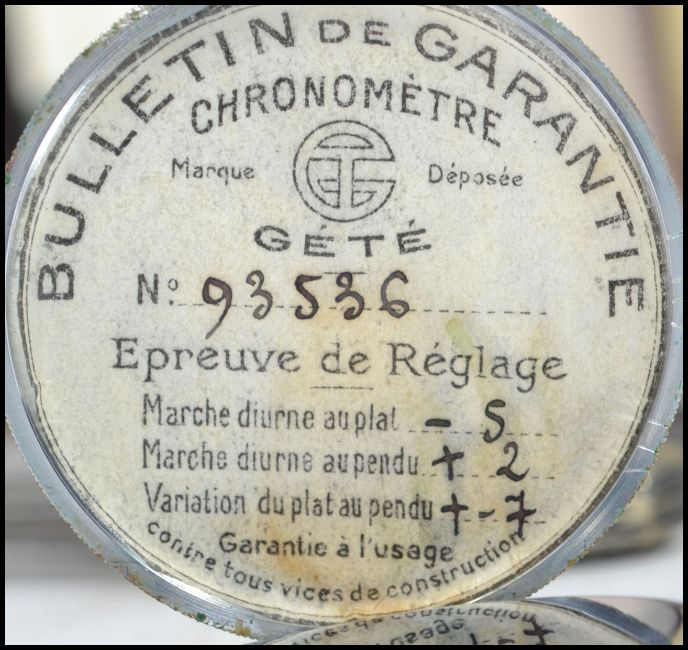 BULLETIN DE GARANTIE
CHRONOMÈTRE
Marque Déposée
GÉTÉ
Nº 93536
Epreuve de Réglage
Marche diurne au plat - 5
Marche diurne au pendu + 2
Variation du plat au pendu + - 7
Garantie à l'usage
contre tous vices de construction